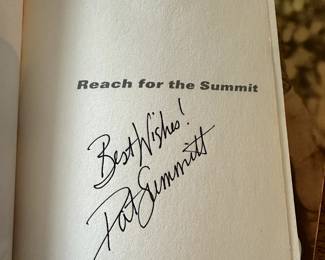 Reach for the Summit
Best Wishes!
Pat Summitt